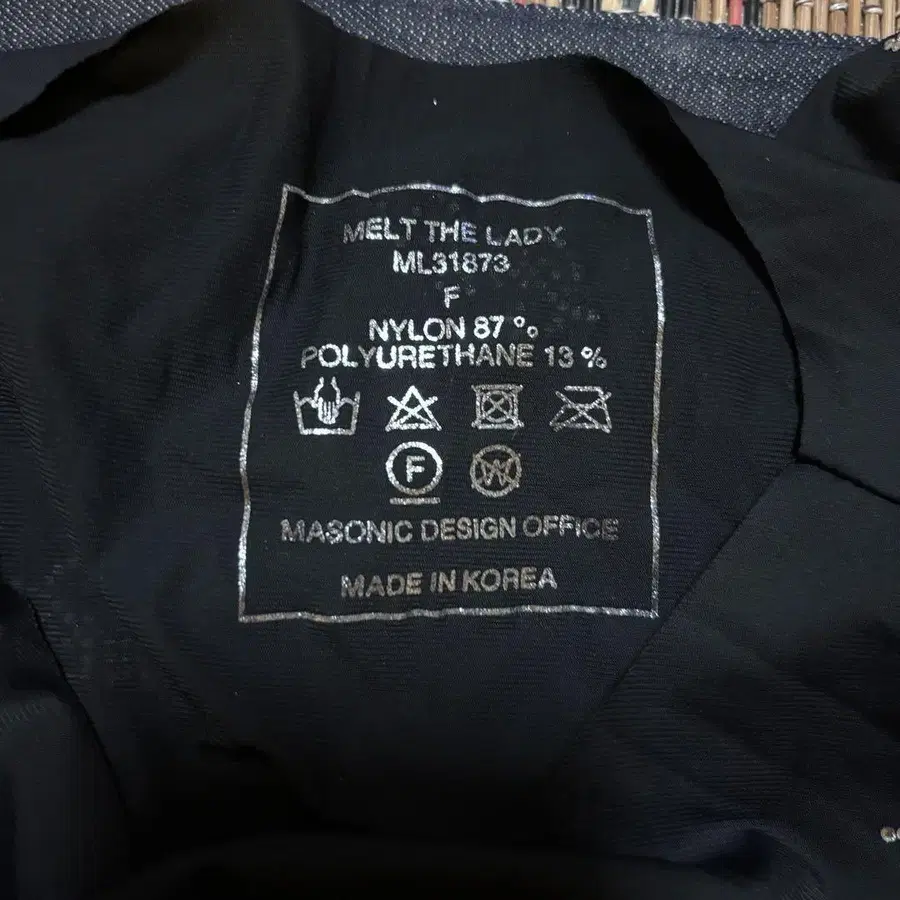 MELT THE LADY
ML31873
F
NYLON 87 %
POLYURETHANE 13 %
F W
MASONIC DESIGN OFFICE
MADE IN KOREA